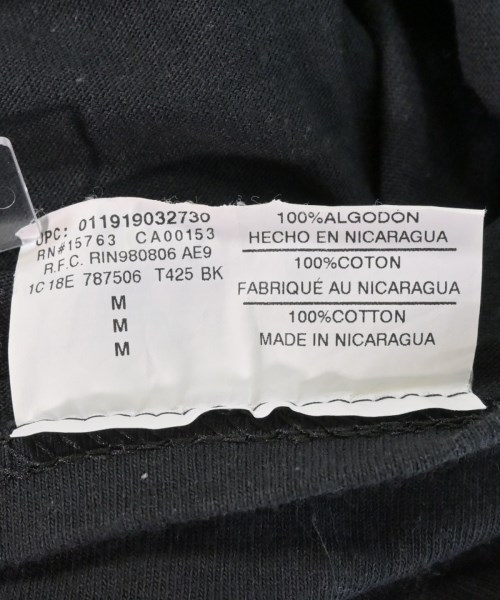 UPC: 011919032730
RN#15763 CA00153
R.F.C. RIN980806 AE9
1C18E 787506 T425 BK
M
M
M
100%ALGODÓN
HECHO EN NICARAGUA
100%COTON
FABRIQUÉ AU NICARAGUA
100%COTTON
MADE IN NICARAGUA